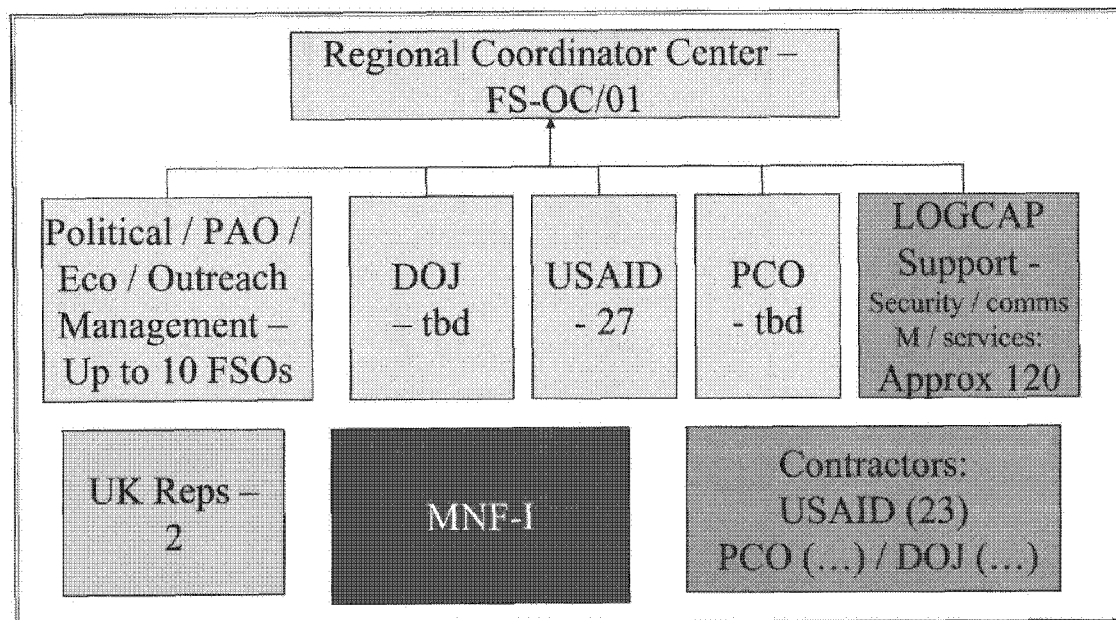 Regional Coordinator Center –
FS-OC/01
Political / PAO /
Eco / Outreach
Management –
Up to 10 FSOs
DOJ
– tbd
USAID
- 27
PCO
- tbd
LOGCAP
Support -
Security / comms
M / services:
Approx 120
UK Reps –
2
MNF-I
Contractors:
USAID (23)
PCO (…) / DOJ (…)